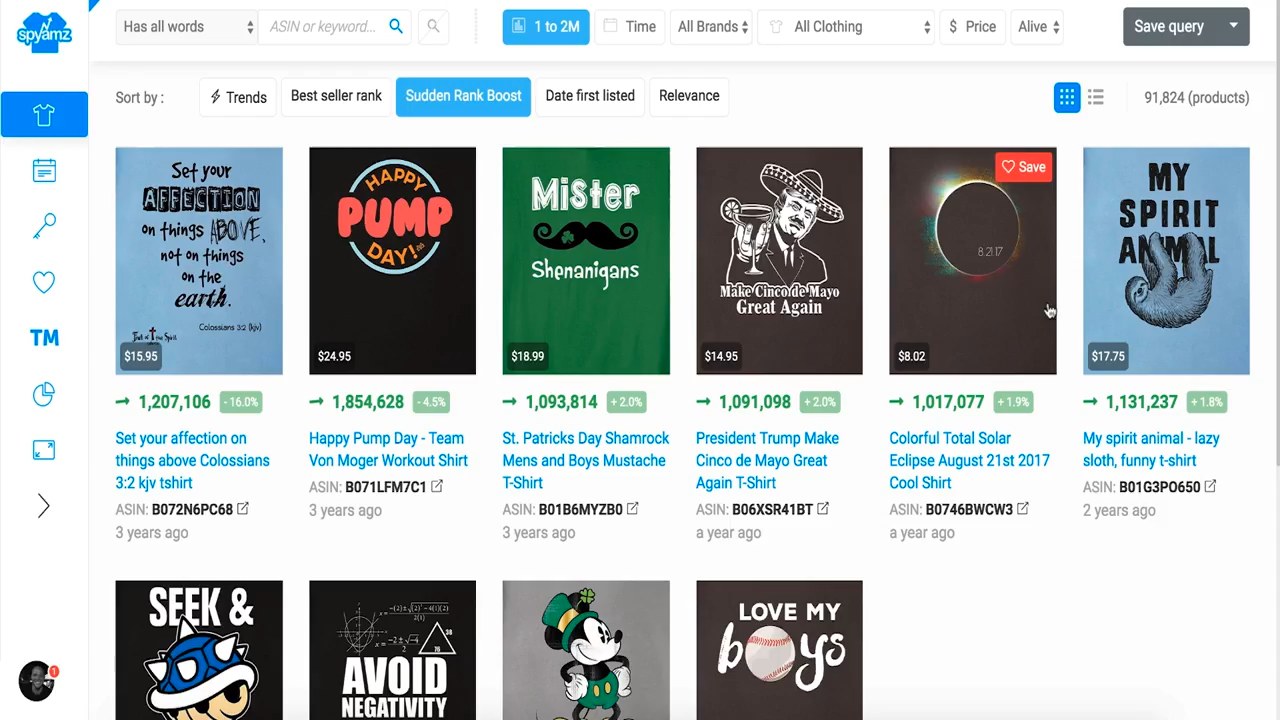 spyamz
Has all words
ASIN or keyword...
1 to 2M
Time
All Brands
All Clothing
$ Price
Alive
Save query
Sort by :
Trends
Best seller rank
Sudden Rank Boost
Date first listed
Relevance
91,824 (products)
TM
1
Set your
AFFECTION
on things ABOVE,
not on things
on the
earth.
Colossians 3:2 (kjv)
$15.95
1,207,106
- 16.0%
Set your affection on
things above Colossians
3:2 kjv tshirt
ASIN: B072N6PC68
3 years ago
HAPPY
PUMP
DAY!
$24.95
1,854,628
- 4.5%
Happy Pump Day - Team
Von Moger Workout Shirt
ASIN: B071LFM7C1
3 years ago
Mister
Shenanigans
$18.99
1,093,814
+ 2.0%
St. Patricks Day Shamrock
Mens and Boys Mustache
T-Shirt
ASIN: B01B6MYZB0
3 years ago
Make Cinco de Mayo
Great Again
$14.95
1,091,098
+ 2.0%
President Trump Make
Cinco de Mayo Great
Again T-Shirt
ASIN: B06XSR41BT
a year ago
Save
8.21.17
$8.02
1,017,077
+ 1.9%
Colorful Total Solar
Eclipse August 21st 2017
Cool Shirt
ASIN: B0746BWCW3
a year ago
MY
SPIRIT
ANIMAL
$17.75
1,131,237
+ 1.8%
My spirit animal - lazy
sloth, funny t-shirt
ASIN: B01G3PO650
2 years ago
SEEK &
AVOID
NEGATIVITY
LOVE MY
boys